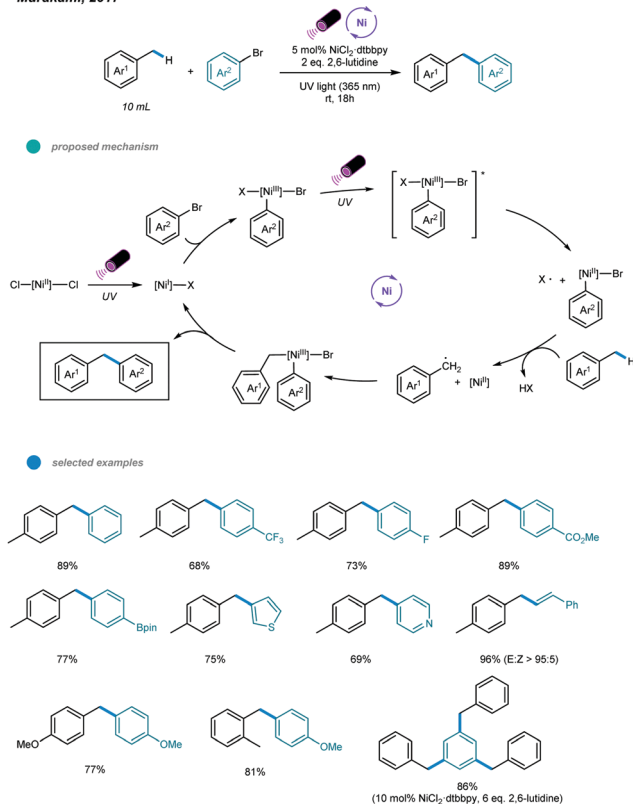 Murakami, 2017
Ni
Ar1
H
10 mL
+
Ar2
Br
5 mol% NiCl2·dtbbpy
2 eq. 2,6-lutidine
UV light (365 nm)
rt, 18h
Ar1
Ar2
proposed mechanism
Cl—[NiII]—Cl
UV
[NiI]—X
Ar2
Br
X—[NiIII]—Br
Ar2
UV
X—[NiIII]—Br
Ar2
*
X· +
[NiII]—Br
Ar2
Ar1
H
HX
Ar1
ĊH2
+ [NiII]
[NiIII]—Br
Ar1
Ar2
Ar1
Ar2
Ni
selected examples
89%
CF3
68%
F
73%
CO2Me
89%
Bpin
77%
S
75%
N
69%
Ph
96% (E:Z > 95:5)
MeO
OMe
77%
OMe
81%
86%
(10 mol% NiCl2·dtbbpy, 6 eq. 2,6-lutidine)